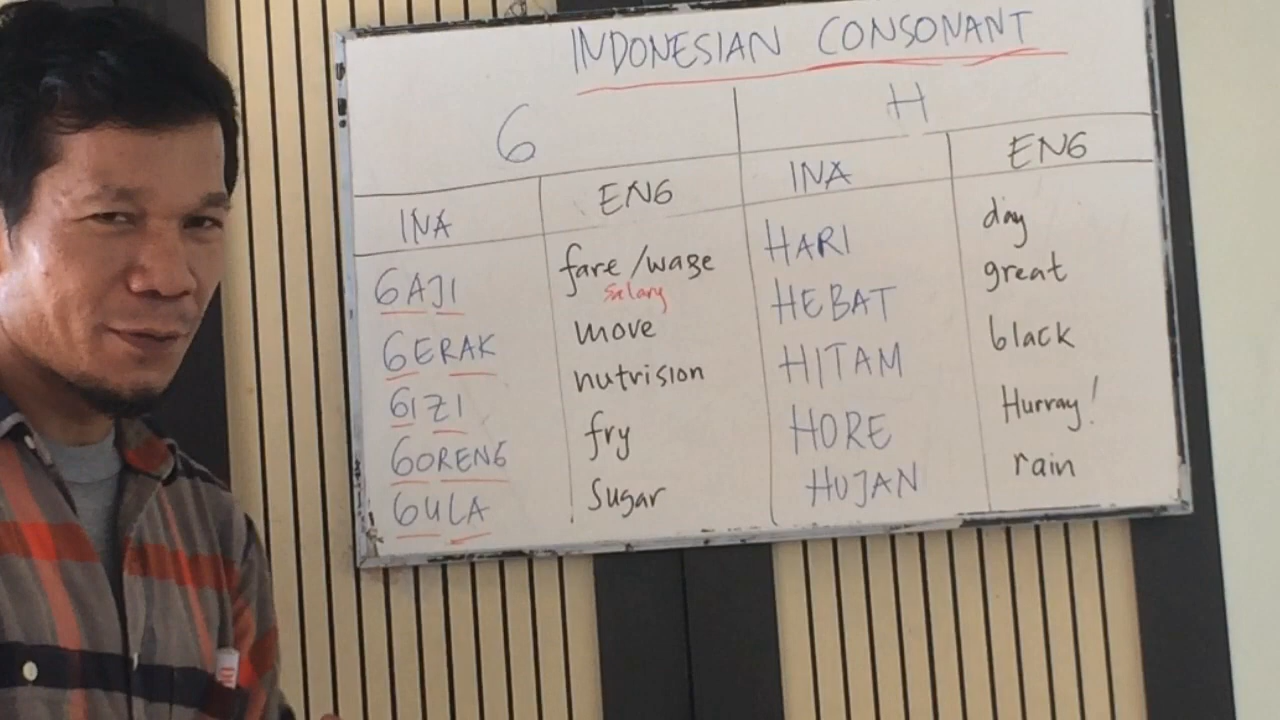 INDONESIAN CONSONANT
G H
INA ENG INA ENG
GAJI fare/wage HARI day
salary
GERAK move HEBAT great
GIZI nutrision HITAM black
GORENG fry HORE Hurray!
GULA Sugar HUJAN rain